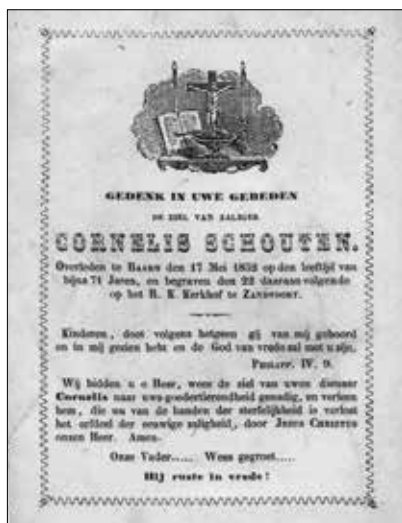 GEDENK IN UWE GEBEDEN
DE ZIEL VAN ZALIGER
CORNELIS SCHOUTEN.
Overleden te BAARN den 17 Mei 1852 op den leeftijd van
bijna 71 Jaren, en begraven den 22 daaraanvolgende
op het R. K. Kerkhof te ZANDVOORT.
Kinderen, doet volgens hetgeen gij van mij gehoord
en in mij gezien hebt en de God van vrede zal met u zijn.
PHILIPP. IV. 9.
Wij bidden u o Heer, wees de ziel van uwen dienaar
Cornelis naar uwe goedertierendheid genadig, en verleen
hem, die nu van de banden der sterfelijkheid is verlost
het erfdeel der eeuwige zaligheid, door JEZUS CHRISTUS
onzen Heer. Amen.
Onze Vader..... Wees gegroet.....
Hij ruste in vrede!